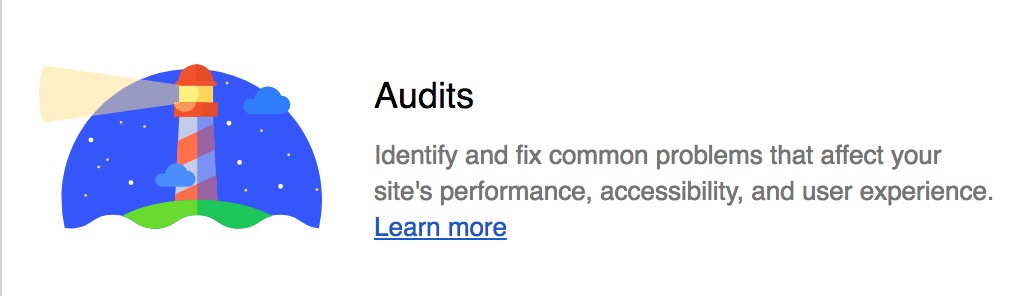 Audits
Identify and fix common problems that affect your
site's performance, accessibility, and user experience.
Learn more